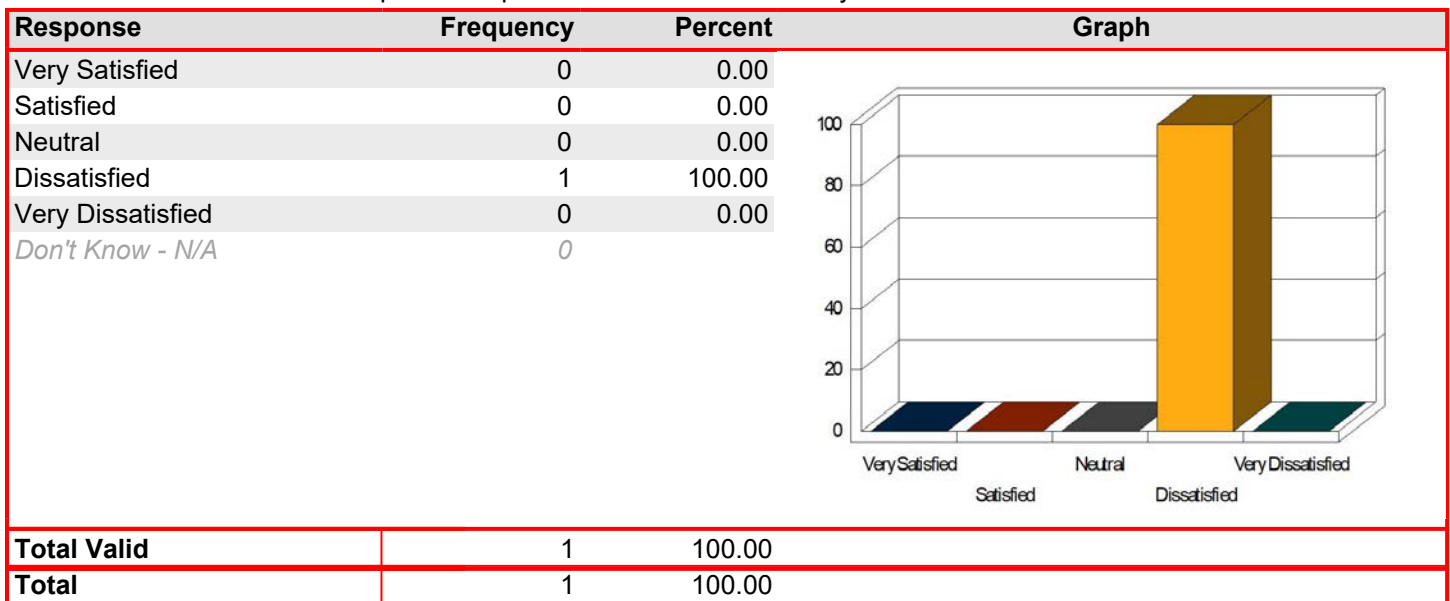 Response Frequency Percent Graph
Very Satisfied 0 0.00
Satisfied 0 0.00
Neutral 0 0.00
Dissatisfied 1 100.00
Very Dissatisfied 0 0.00
Don't Know - N/A 0
100
80
60
40
20
0
Very Satisfied Neutral Very Dissatisfied
Satisfied Dissatisfied
Total Valid 1 100.00
Total 1 100.00